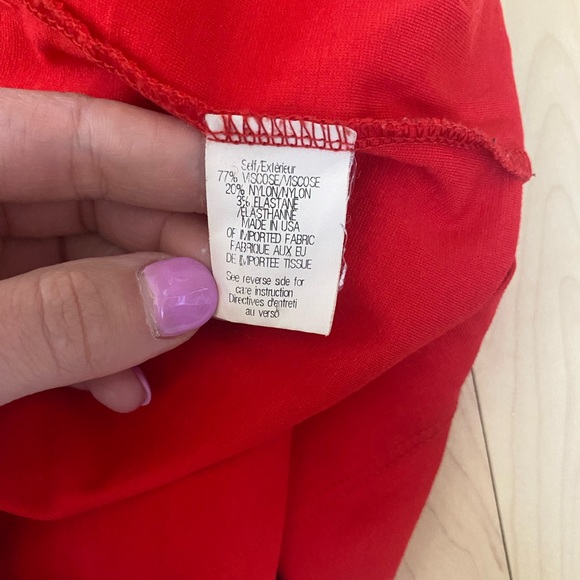 Self/Extérieur
77% VISCOSE/VISCOSE
20% NYLON/NYLON
3% ELASTANE
/ELASTHANNE
MADE IN USA
OF IMPORTED FABRIC
FABRIQUE AUX EU
DE IMPORTEE TISSUE
See reverse side for
care instruction
Directives d'entreti
au verso